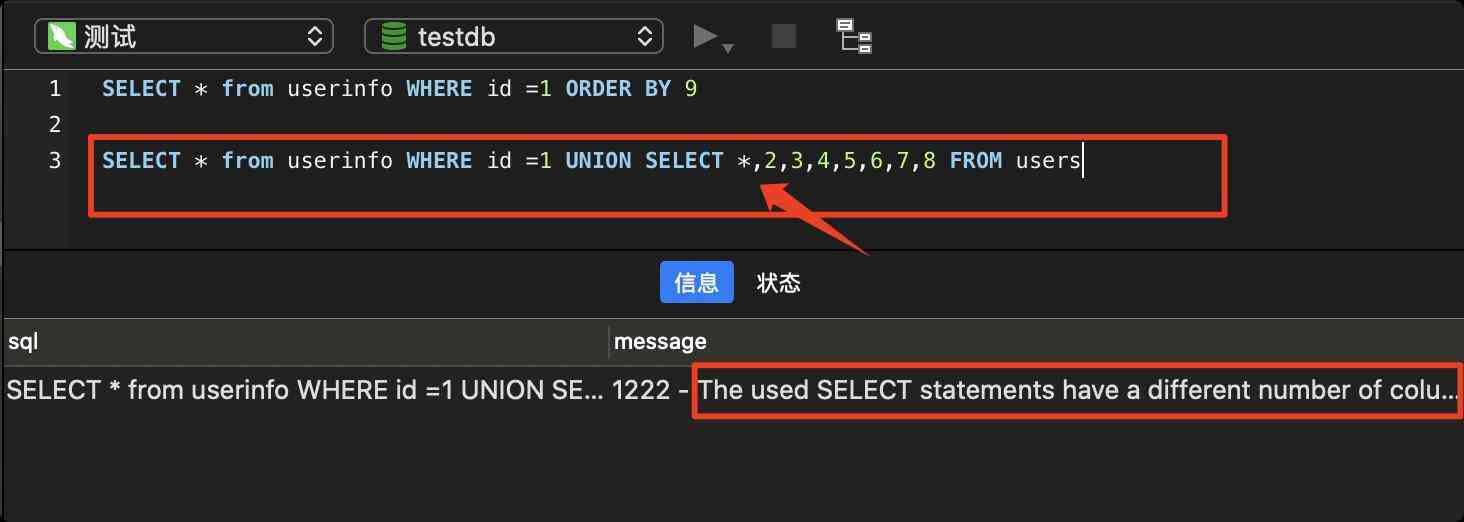 测试 testdb
1 SELECT * from userinfo WHERE id =1 ORDER BY 9
2
3 SELECT * from userinfo WHERE id =1 UNION SELECT *,2,3,4,5,6,7,8 FROM users
信息 状态
sql message
SELECT * from userinfo WHERE id =1 UNION SE... 1222 - The used SELECT statements have a different number of colu...